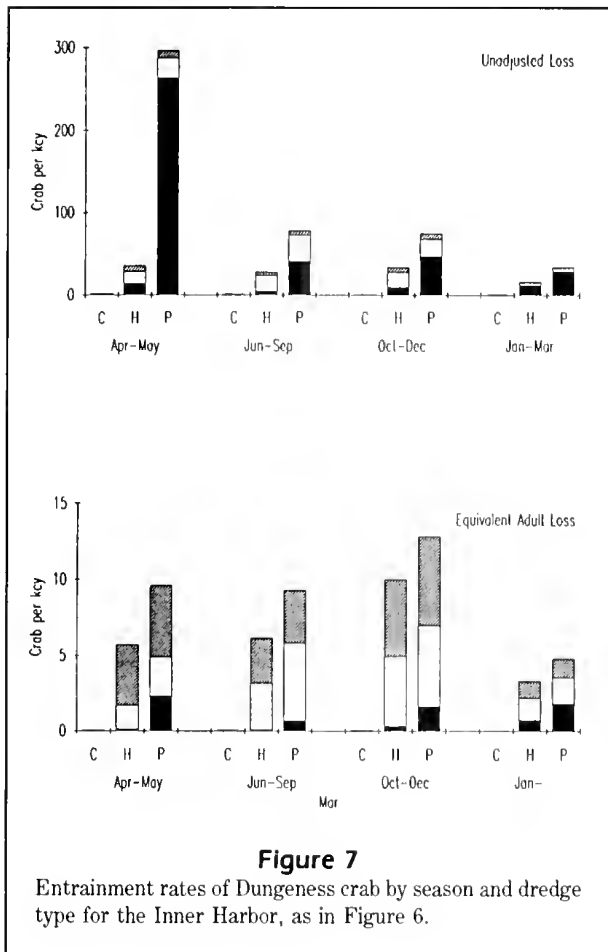 300
Unadjusted Loss
200
Crab per kcy
100
0
C H P C H P C H P C H P
Apr-May Jun-Sep Oct-Dec Jan-Mar
15
Equivalent Adult Loss
10
Crab per kcy
5
0
C H P C H P C H P C H P
Apr-May Jun-Sep Oct-Dec Jan-
Mar
Figure 7
Entrainment rates of Dungeness crab by season and dredge
type for the Inner Harbor, as in Figure 6.